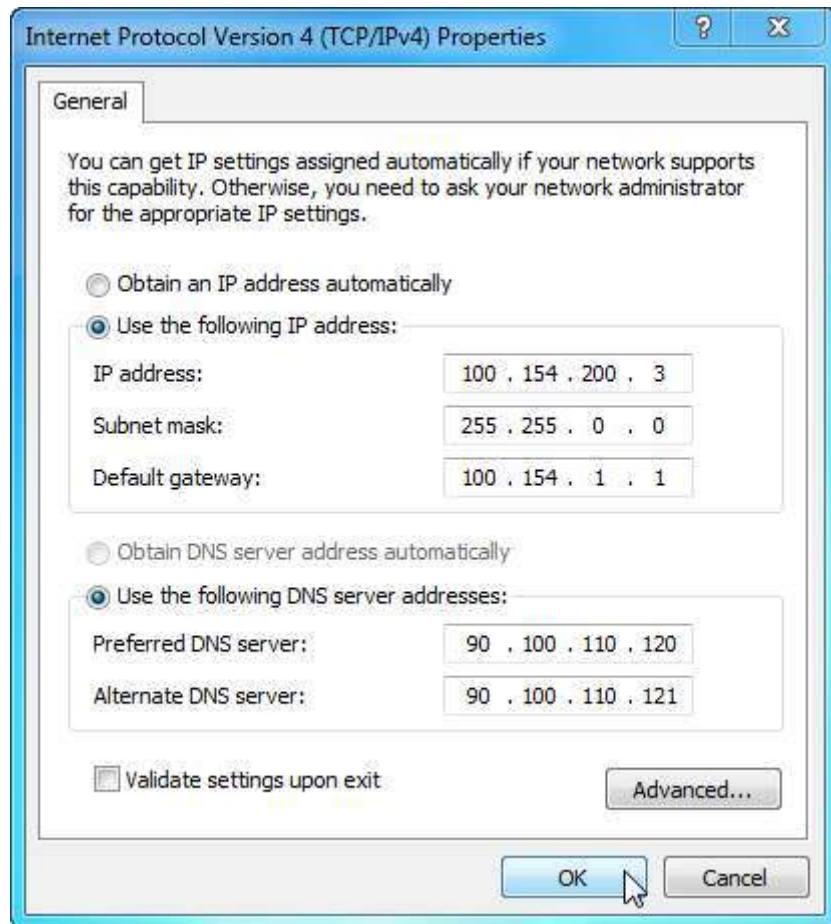 Internet Protocol Version 4 (TCP/IPv4) Properties
?
General
You can get IP settings assigned automatically if your network supports
this capability. Otherwise, you need to ask your network administrator
for the appropriate IP settings.
Obtain an IP address automatically
Use the following IP address:
IP address: 100 . 154 . 200 . 3
Subnet mask: 255 . 255 . 0 . 0
Default gateway: 100 . 154 . 1 . 1
Obtain DNS server address automatically
Use the following DNS server addresses:
Preferred DNS server: 90 . 100 . 110 . 120
Alternate DNS server: 90 . 100 . 110 . 121
Validate settings upon exit
Advanced...
OK Cancel